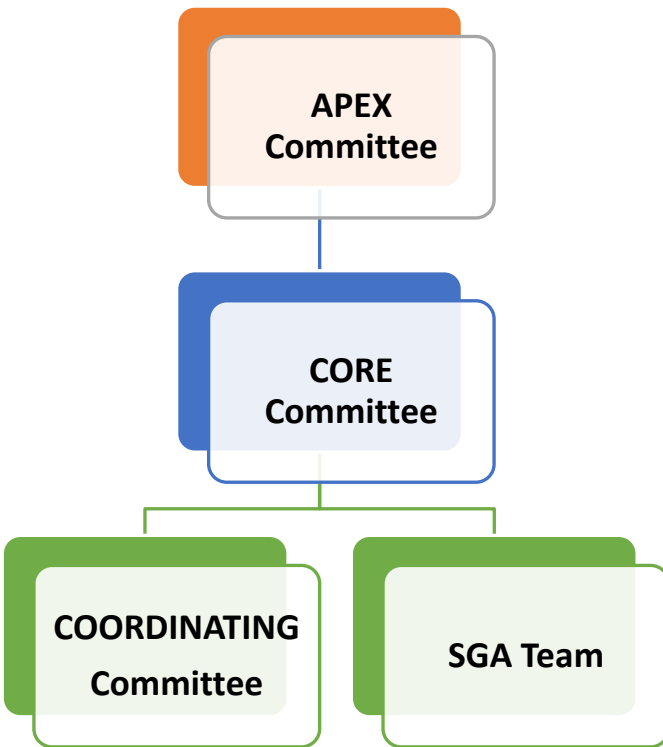 APEX
Committee
CORE
Committee
COORDINATING
Committee
SGA Team